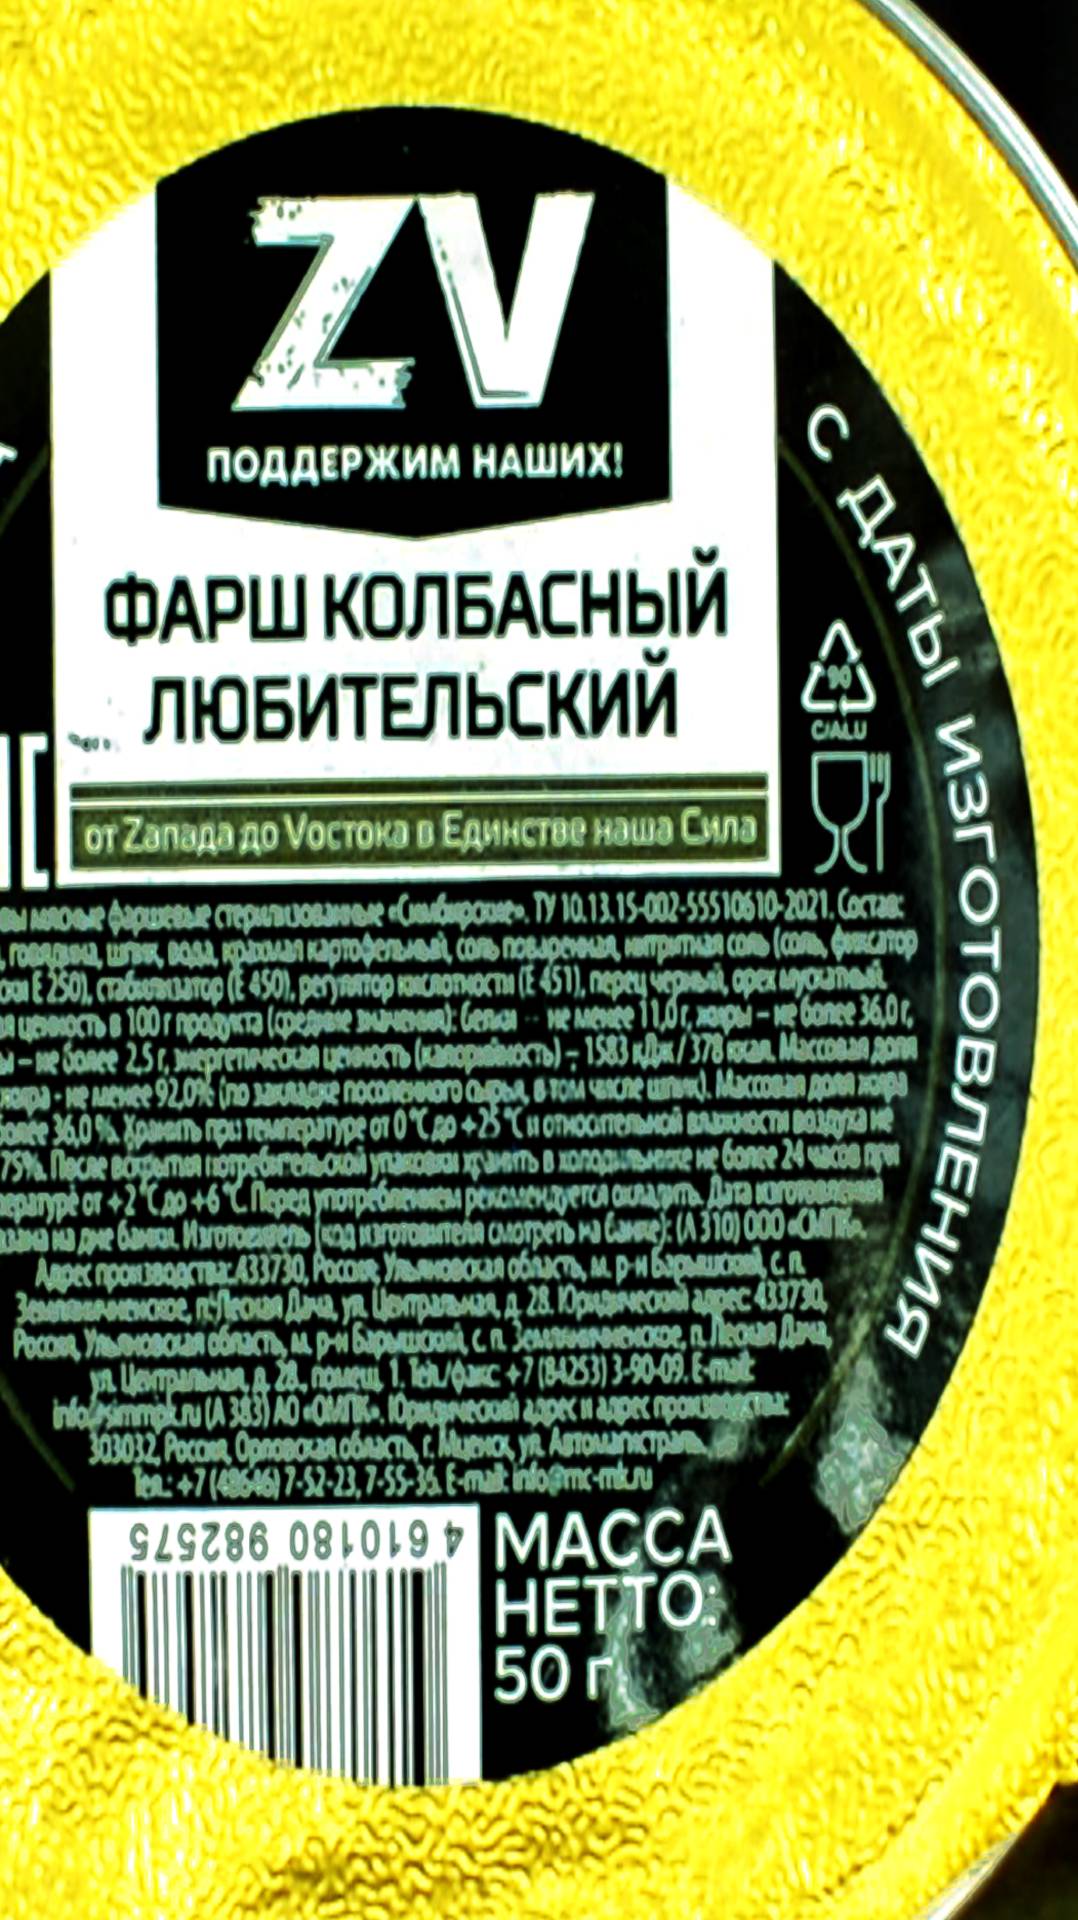 ZV
ПОДДЕРЖИМ НАШИХ!
ФАРШ КОЛБАСНЫЙ
ЛЮБИТЕЛЬСКИЙ
от Zапада до Vостока в Единстве наша Сила
С ДАТЫ ИЗГОТОВЛЕНИЯ
90
C/ALU
мясные фаршевые стерилизованные «Симбирские». ТУ 10.13.15-002-55510610-2021. Состав:
говядина, шпик, вода, крахмал картофельный, соль поваренная, нитритная соль (соль, фиксатор
Е 250), стабилизатор (Е 450), регулятор кислотности (Е 451), перец черный, орех мускатный.
ценность в 100 г продукта (средние значения): белки не менее 11,0 г, жиры – не более 36,0 г,
– не более 2,5 г, энергетическая ценность (калорийность) – 1583 кДж / 378 ккал. Массовая доля
- не менее 92,0% (по закладке посоленного сырья, в том числе шпик). Массовая доля жира
более 36,0 %. Хранить при температуре от 0 °С до +25 °С и относительной влажности воздуха не
75%. После вскрытия потребительской упаковки хранить в холодильнике не более 24 часов при
от +2 °С до +6 °С. Перед употреблением рекомендуется охладить. Дата изготовления
на дне банки. Изготовитель (код изготовителя смотреть на банке): (А 310) ООО «СМПК».
Адрес производства: 433730, Россия, Ульяновская область, м. р-н Барышский, с. п.
Земляничненское, п. Лесная Дача, ул. Центральная, д. 28. Юридический адрес: 433730,
Россия, Ульяновская область, м. р-н Барышский, с. п. Земляничненское, п. Лесная Дача,
ул. Центральная, д. 28, помещ. 1. Тел./факс: +7 (84253) 3-90-09. E-mail:
info@simmpk.ru (А 383) АО «ОМПК». Юридический адрес и адрес производства:
303032, Россия, Орловская область, г. Мценск, ул. Автомагистраль,
Тел.: +7 (48646) 7-52-23, 7-55-35. E-mail: info@mc-mk.ru
4 610180 982575
МАССА
НЕТТО:
50 г